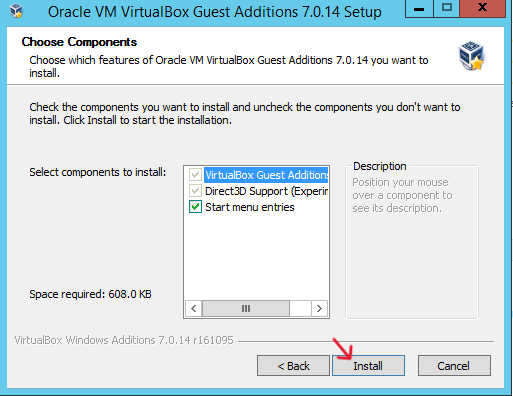 Oracle VM VirtualBox Guest Additions 7.0.14 Setup
Choose Components
Choose which features of Oracle VM VirtualBox Guest Additions 7.0.14 you want to
install.
Check the components you want to install and uncheck the components you don't want to
install. Click Install to start the installation.
Select components to install:
VirtualBox Guest Additions
Direct3D Support (Experim
Start menu entries
Description
Position your mouse
over a component to
see its description.
Space required: 608.0 KB
VirtualBox Windows Additions 7.0.14 r161095
< Back
Install
Cancel